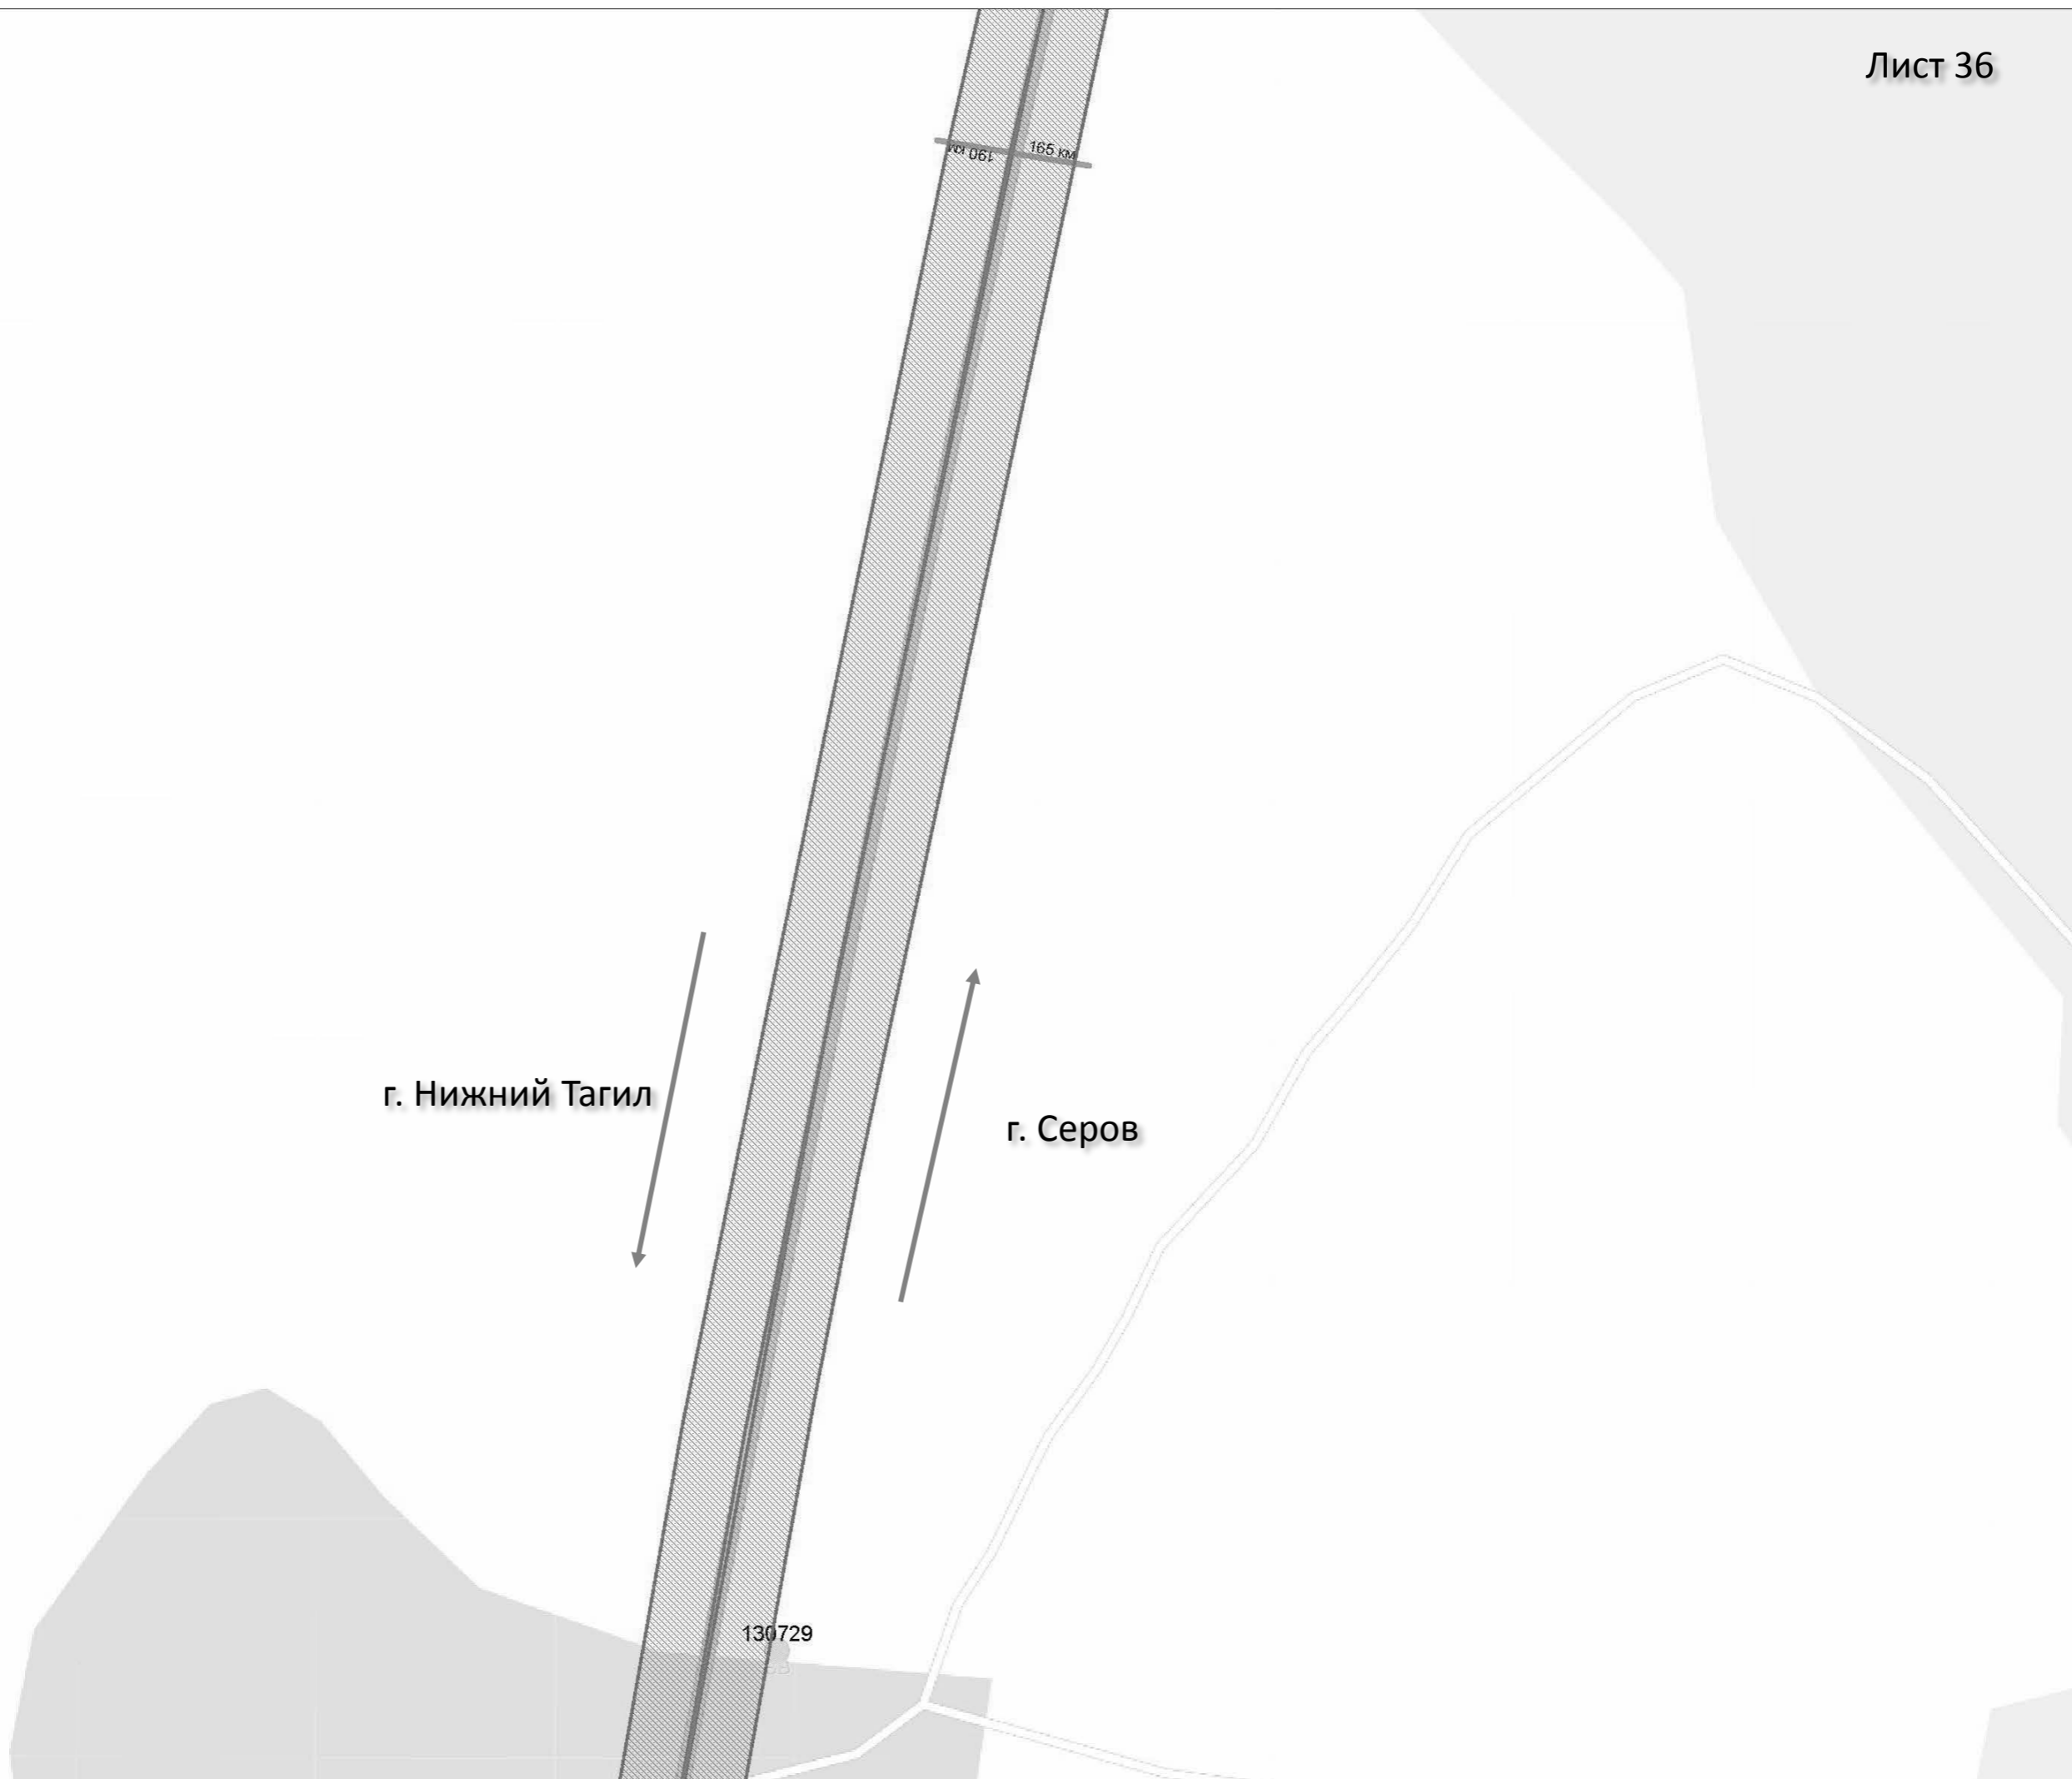 Лист 36
190 км
165 км
г. Нижний Тагил
г. Серов
130729